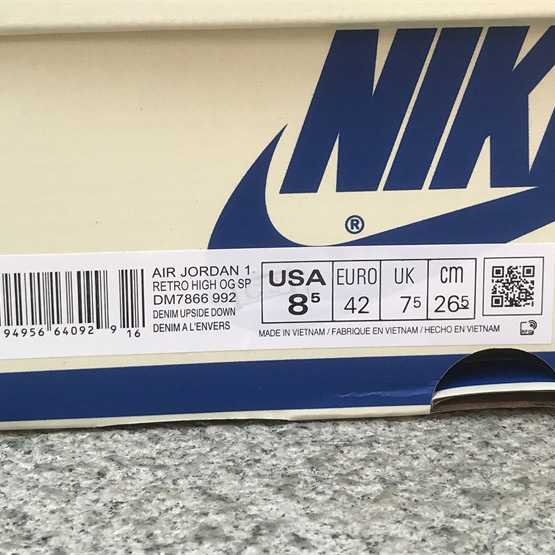 NIK
®
AIR JORDAN 1
RETRO HIGH OG SP
DM7866 992
DENIM UPSIDE DOWN
DENIM A L'ENVERS
USA
8⁵
EURO
42
UK
7⁵
cm
26⁵
MADE IN VIETNAM / FABRIQUE EN VIETNAM / HECHO EN VIETNAM
94956 64092 9 16